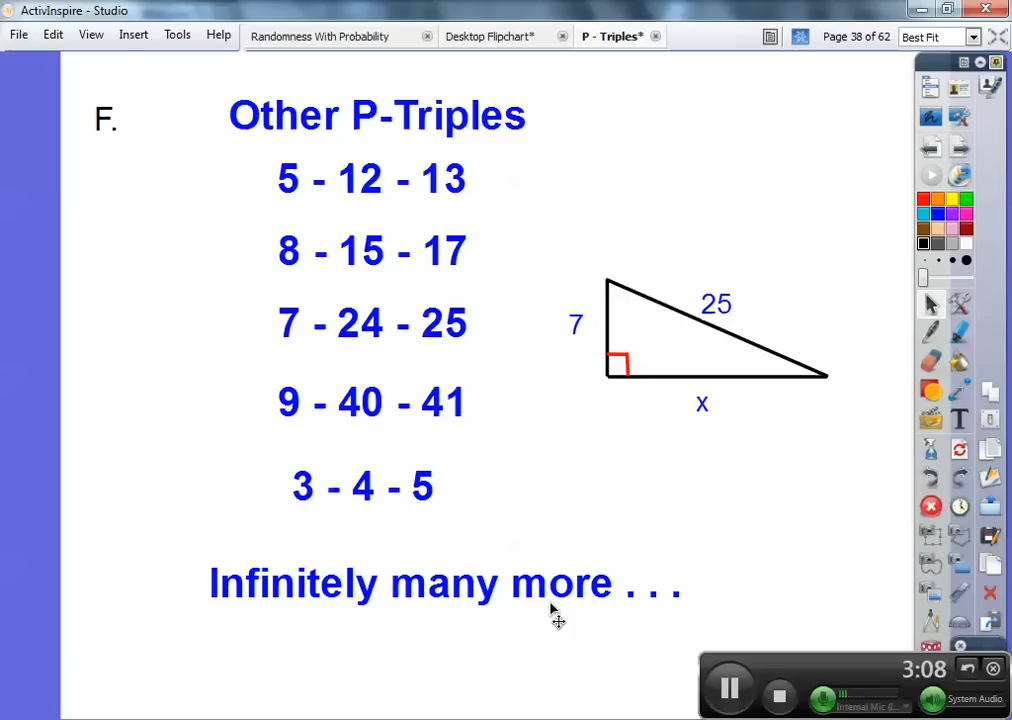 ActivInspire - Studio
File Edit View Insert Tools Help
Randomness With Probability
Desktop Flipchart*
P - Triples*
Page 38 of 62
Best Fit
F.
Other P-Triples
5 - 12 - 13
8 - 15 - 17
7 - 24 - 25
9 - 40 - 41
3 - 4 - 5
Infinitely many more . . .
7
25
x
T
3:08
Internal Mic (I...
System Audio